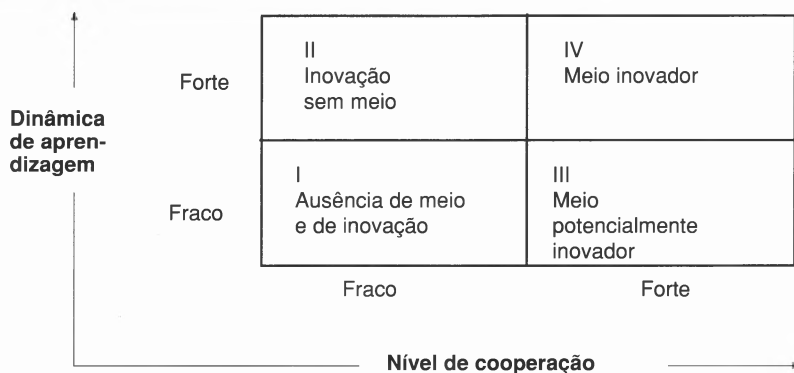 II
Inovação
sem meio
IV
Meio inovador
Forte
Dinâmica
de apren-
dizagem
I
Ausência de meio
e de inovação
III
Meio
potencialmente
inovador
Fraco
Fraco
Forte
Nível de cooperação